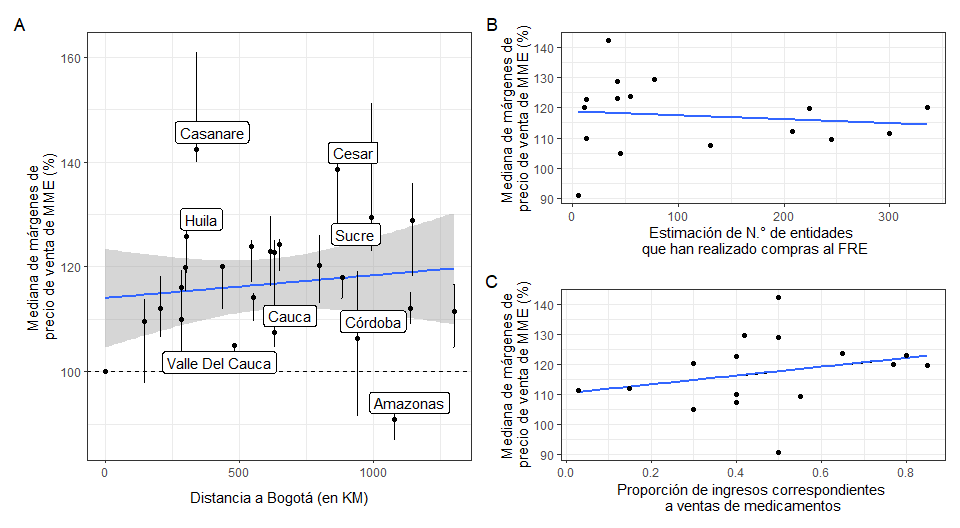 A
Mediana de márgenes de
precio de venta de MME (%)
160
140
120
100
Casanare
Cesar
Huila
Sucre
Cauca
Córdoba
Valle Del Cauca
Amazonas
0
500
1000
Distancia a Bogotá (en KM)
B
Mediana de márgenes de
precio de venta de MME (%)
140
130
120
110
100
90
0
100
200
300
Estimación de N.° de entidades
que han realizado compras al FRE
C
Mediana de márgenes de
precio de venta de MME (%)
140
130
120
110
100
90
0.0
0.2
0.4
0.6
0.8
Proporción de ingresos correspondientes
a ventas de medicamentos